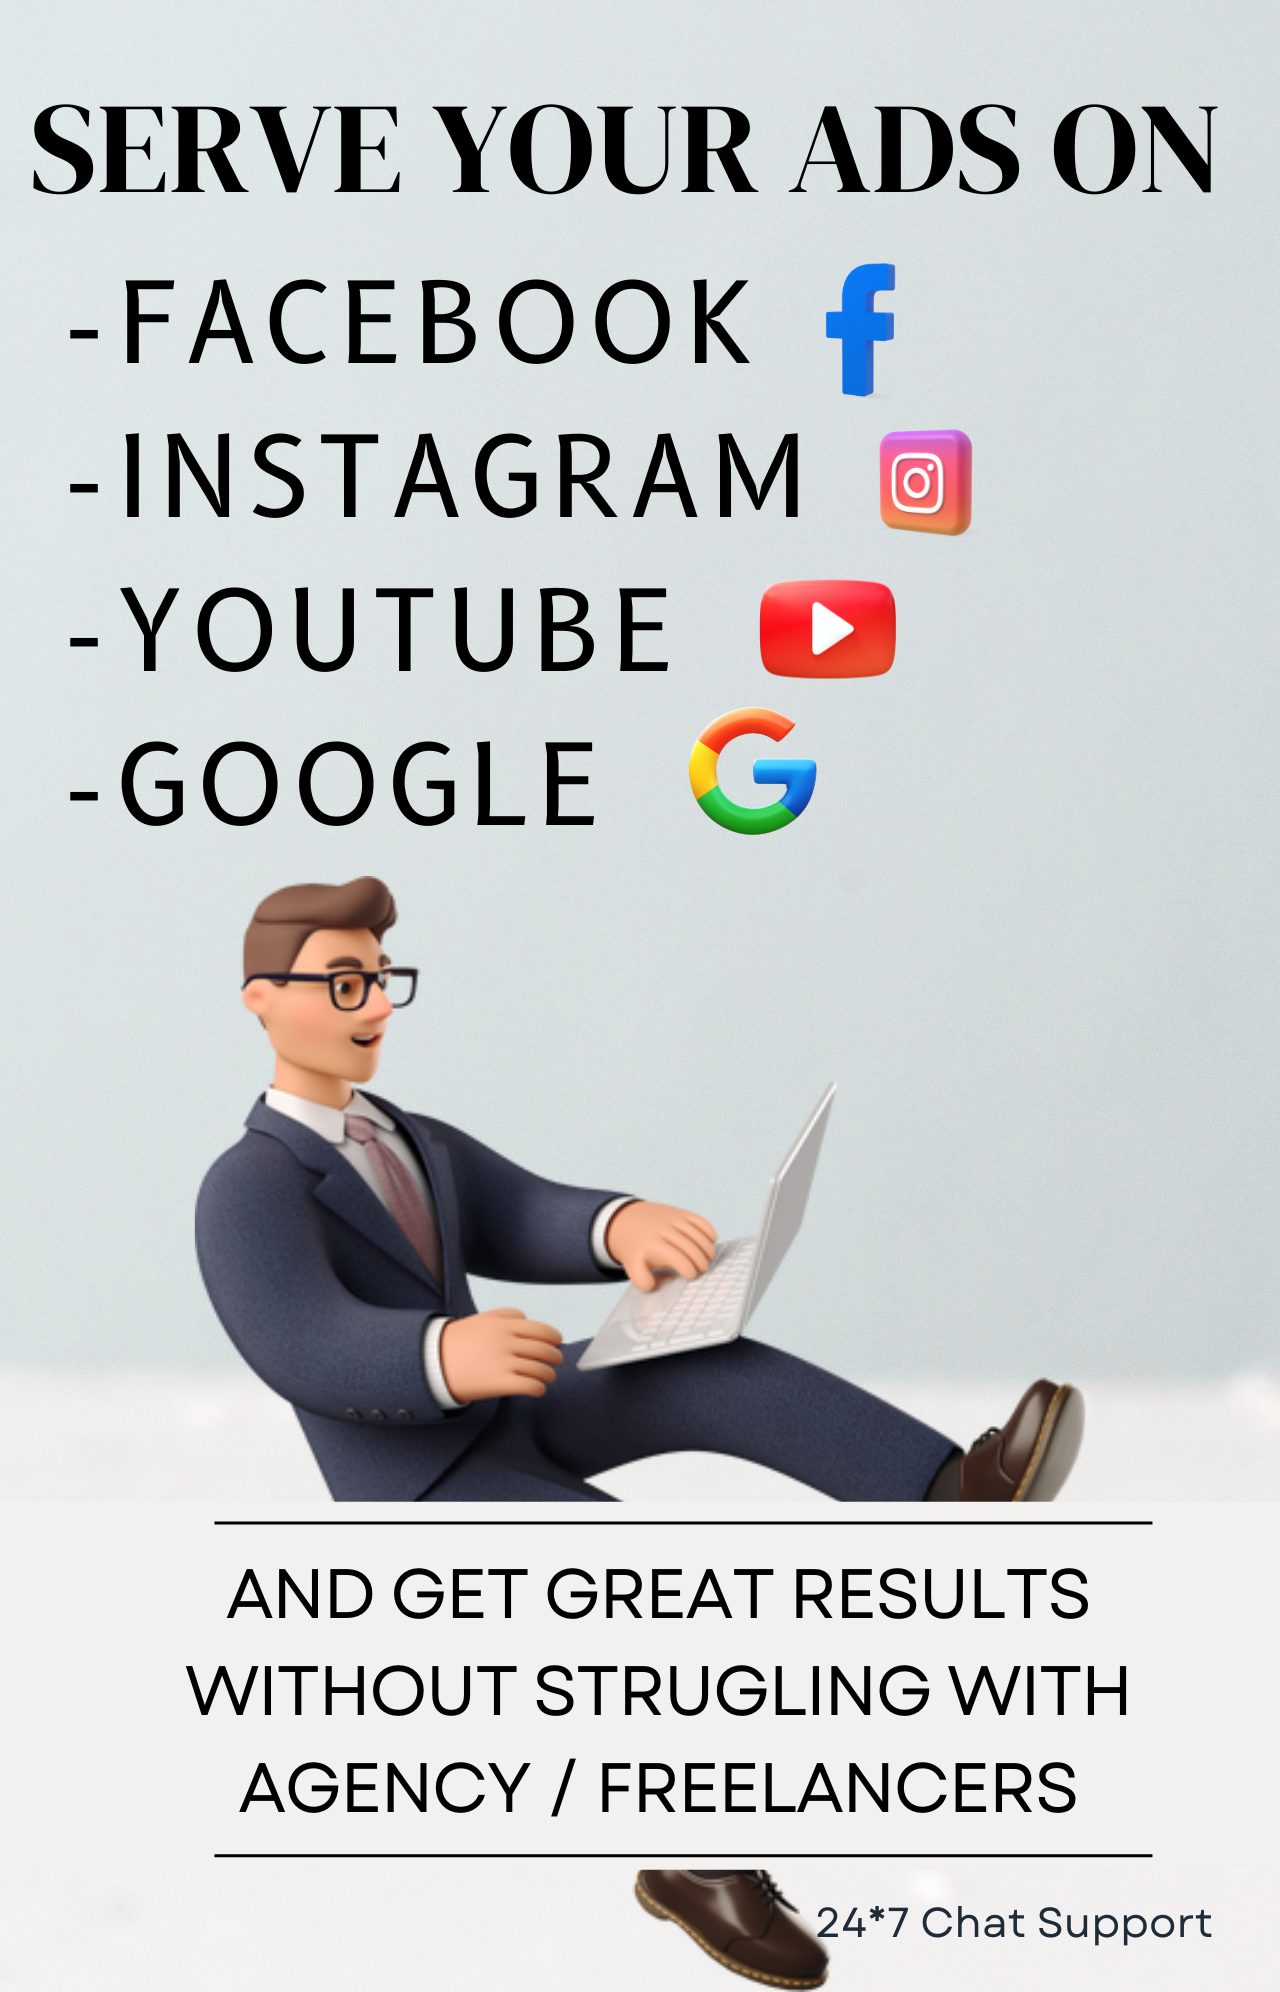 SERVE YOUR ADS ON
-FACEBOOK
-INSTAGRAM
-YOUTUBE
-GOOGLE
AND GET GREAT RESULTS
WITHOUT STRUGLING WITH
AGENCY / FREELANCERS
24*7 Chat Support